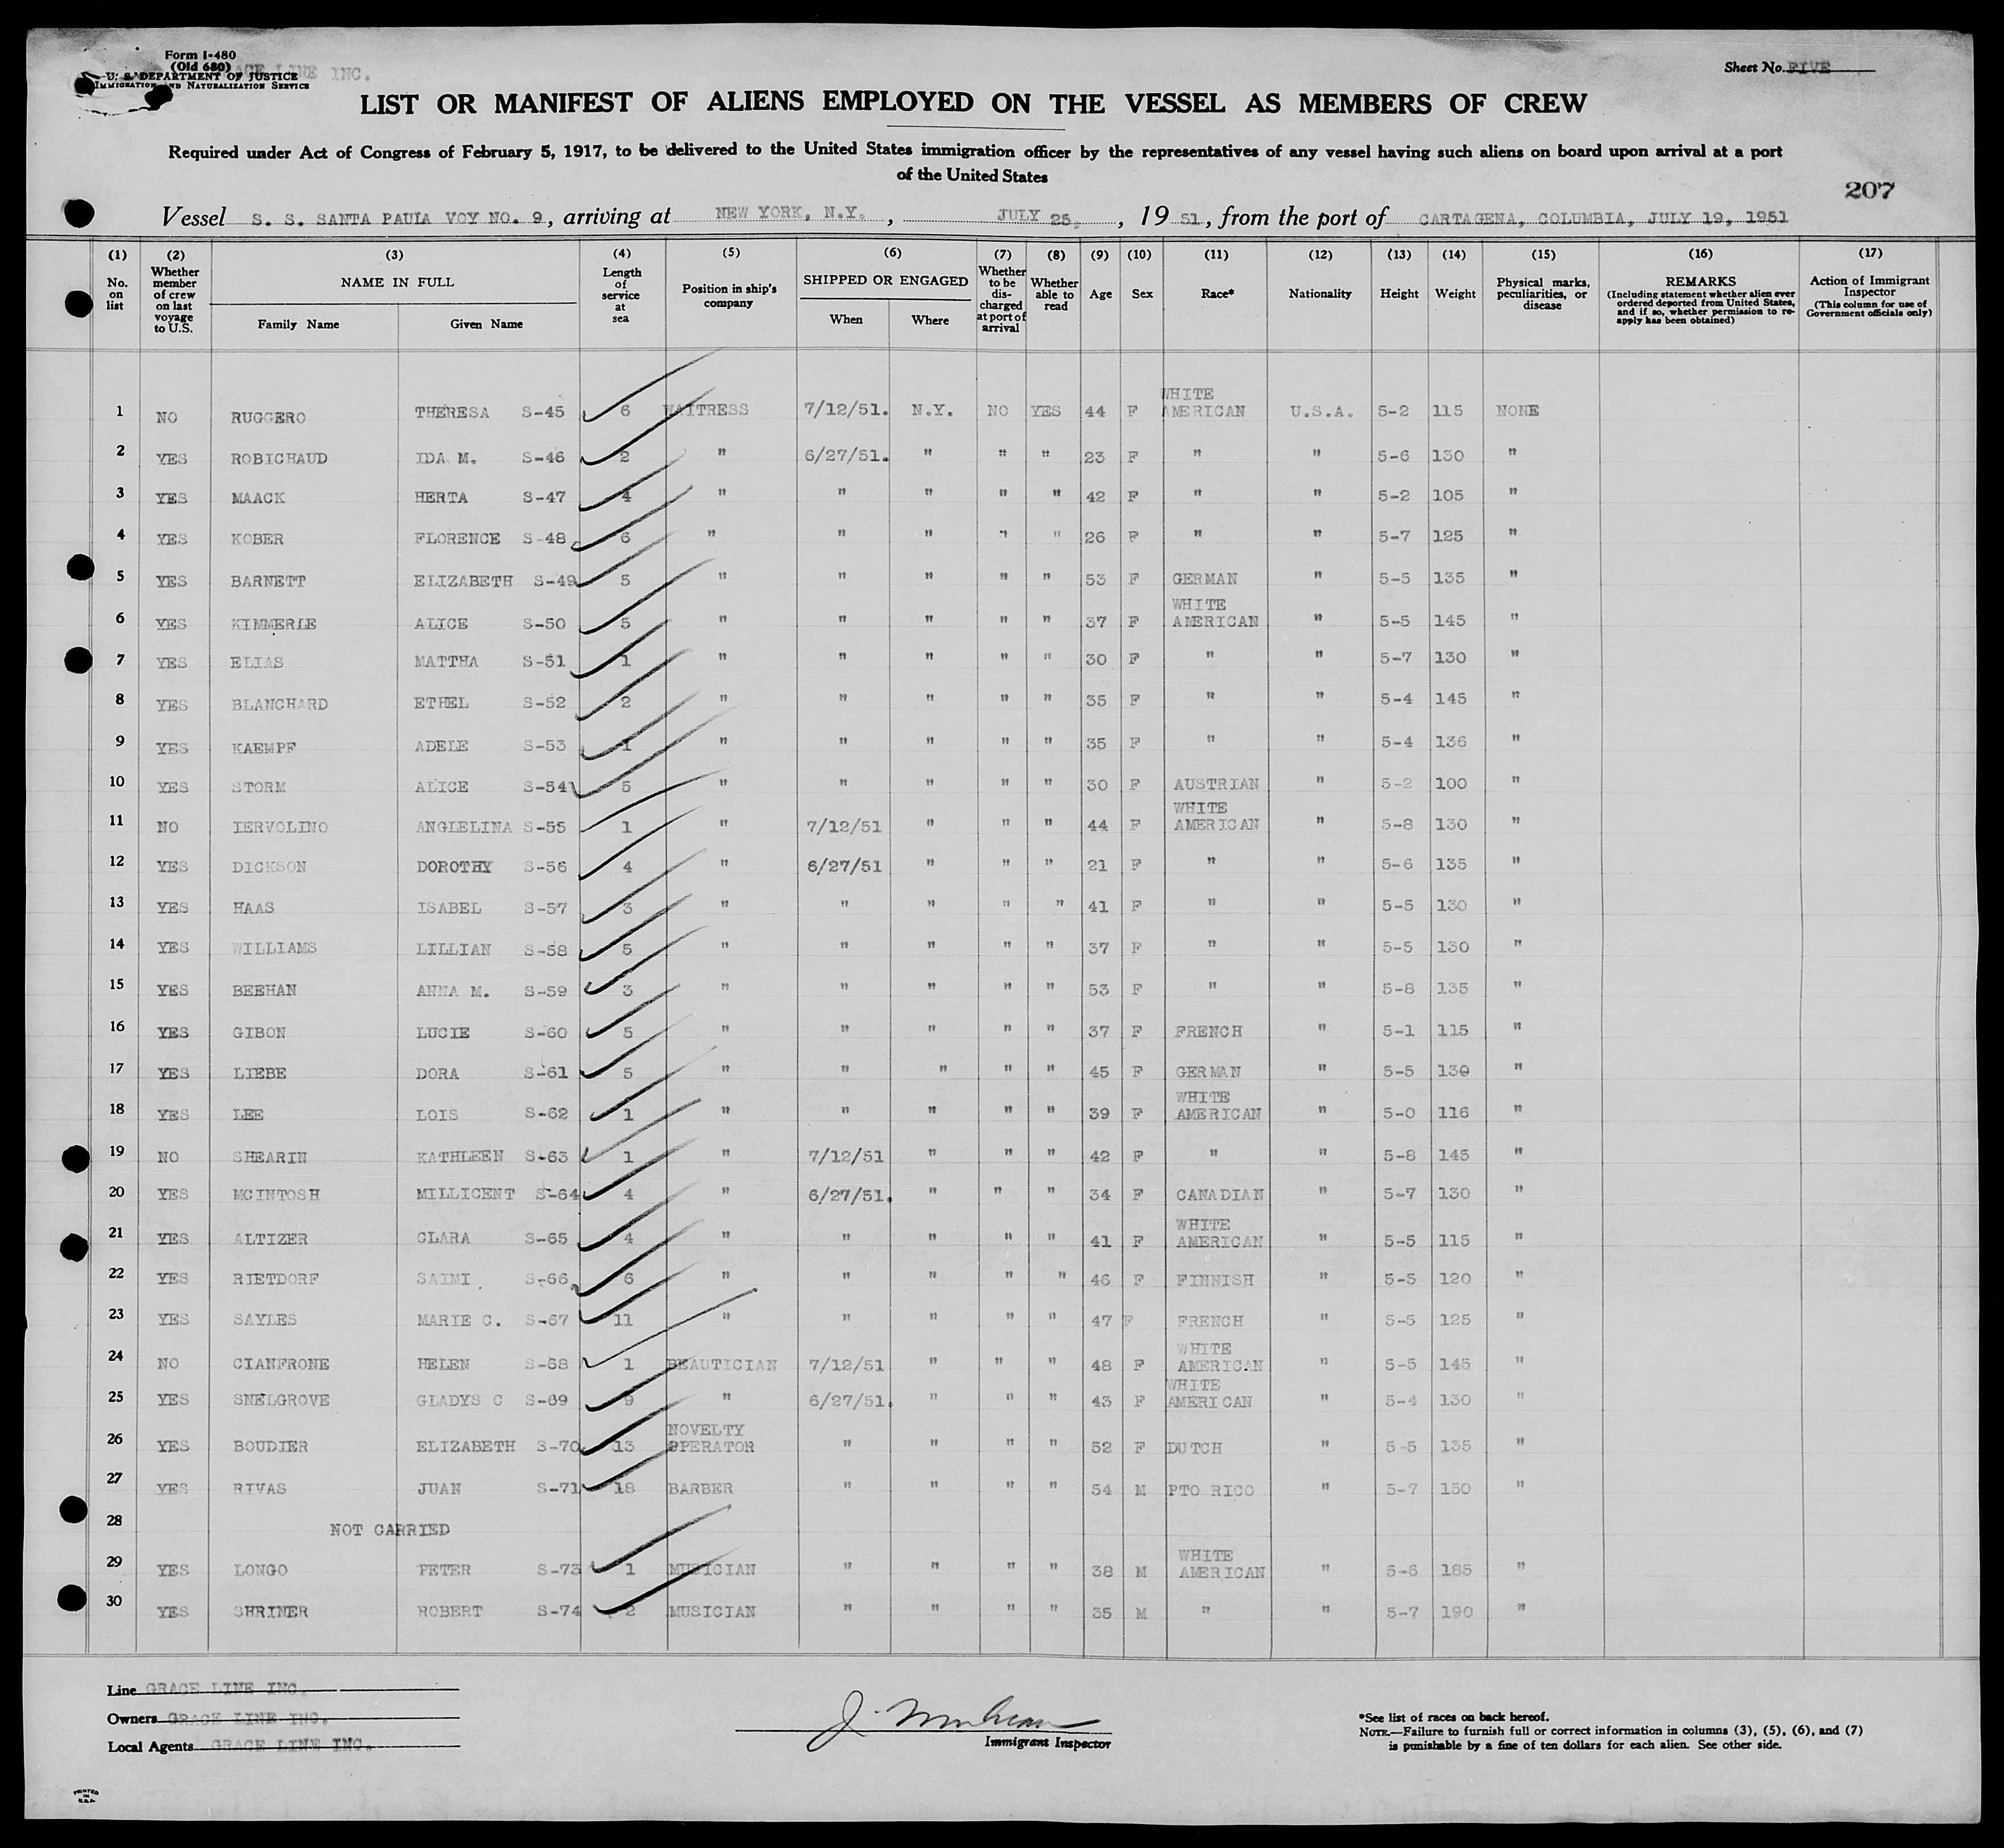 Form I-480
(Old 680)
GRACE LINE INC.
U. S. DEPARTMENT OF JUSTICE
IMMIGRATION AND NATURALIZATION SERVICE
Sheet No. FIVE
LIST OR MANIFEST OF ALIENS EMPLOYED ON THE VESSEL AS MEMBERS OF CREW
Required under Act of Congress of February 5, 1917, to be delivered to the United States immigration officer by the representatives of any vessel having such aliens on board upon arrival at a port
of the United States
207
Vessel S. S. SANTA PAULA VOY NO. 9, arriving at NEW YORK, N.Y., JULY 25, 19 51, from the port of CARTAGENA, COLUMBIA, JULY 19, 1951
(1) No. on list
(2) Whether member of crew on last voyage to U.S.
(3) NAME IN FULL Family Name Given Name
(4) Length of service at sea
(5) Position in ship's company
(6) SHIPPED OR ENGAGED When Where
(7) Whether to be discharged at port of arrival
(8) Whether able to read
(9) Age
(10) Sex
(11) Race*
(12) Nationality
(13) Height
(14) Weight
(15) Physical marks, peculiarities, or disease
(16) REMARKS (Including statement whether alien ever ordered deported from United States, and if so, whether permission to reapply has been obtained)
(17) Action of Immigrant Inspector (This column for use of Government officials only)
1 NO RUGGERO THERESA S-45 6 WAITRESS 7/12/51. N.Y. NO YES 44 F WHITE AMERICAN U.S.A. 5-2 115 NONE
2 YES ROBICHAUD IDA M. S-46 2 " 6/27/51. " " " 23 F " " 5-6 130 "
3 YES MAACK HERTA S-47 4 " " " " " 42 F " " 5-2 105 "
4 YES KOBER FLORENCE S-48 6 " " " " " 26 F " " 5-7 125 "
5 YES BARNETT ELIZABETH S-49 5 " " " " " 53 F GERMAN " 5-5 135 "
6 YES KIMMERLE ALICE S-50 5 " " " " " 37 F WHITE AMERICAN " 5-5 145 "
7 YES ELIAS MATTHA S-51 1 " " " " " 30 F " " 5-7 130 "
8 YES BLANCHARD ETHEL S-52 2 " " " " " 35 F " " 5-4 145 "
9 YES KAEMPF ADELE S-53 1 " " " " " 35 F " " 5-4 136 "
10 YES STORM ALICE S-54 5 " " " " " 30 F AUSTRIAN " 5-2 100 "
11 NO IERVOLINO ANGLELINA S-55 1 " 7/12/51 " " " 44 F WHITE AMERICAN " 5-8 130 "
12 YES DICKSON DOROTHY S-56 4 " 6/27/51 " " " 21 F " " 5-6 135 "
13 YES HAAS ISABEL S-57 3 " " " " " 41 F " " 5-5 130 "
14 YES WILLIAMS LILLIAN S-58 5 " " " " " 37 F " " 5-5 130 "
15 YES BEEHAN ANNA M. S-59 3 " " " " " 53 F " " 5-8 135 "
16 YES GIBON LUCIE S-60 5 " " " " " 37 F FRENCH " 5-1 115 "
17 YES LIEBE DORA S-61 5 " " " " " 45 F GERMAN " 5-5 130 "
18 YES LEE LOIS S-62 1 " " " " " 39 F WHITE AMERICAN " 5-0 116 "
19 NO SHEARIN KATHLEEN S-63 1 " 7/12/51 " " " 42 F " " 5-8 145 "
20 YES MCINTOSH MILLICENT S-64 4 " 6/27/51. " " " 34 F CANADIAN " 5-7 130 "
21 YES ALTIZER CLARA S-65 4 " " " " " 41 F WHITE AMERICAN " 5-5 115 "
22 YES RIETDORF SAIMI S-66 6 " " " " " 46 F FINNISH " 5-5 120 "
23 YES SAYLES MARIE C. S-67 11 " " " " " 47 F FRENCH " 5-5 125 "
24 NO CIANFRONE HELEN S-68 1 BEAUTICIAN 7/12/51 " " " 48 F WHITE AMERICAN " 5-5 145 "
25 YES SNELGROVE GLADYS C S-69 9 " 6/27/51. " " " 43 F WHITE AMERICAN " 5-4 130 "
26 YES BOUDIER ELIZABETH S-70 13 NOVELTY OPERATOR " " " " 52 F DUTCH " 5-5 135 "
27 YES RIVAS JUAN S-71 18 BARBER " " " " 54 M PTO RICO " 5-7 150 "
28 NOT CARRIED
29 YES LONGO PETER S-73 1 MUSICIAN " " " " 38 M WHITE AMERICAN " 5-6 185 "
30 YES SHRINER ROBERT S-74 2 MUSICIAN " " " " 35 M " " 5-7 190 "
Line GRACE LINE INC.
Owners GRACE LINE INC.
Local Agents GRACE LINE INC.
Immigrant Inspector
*See list of races on back hereof.
NOTE.—Failure to furnish full or correct information in columns (3), (5), (6), and (7)
is punishable by a fine of ten dollars for each alien. See other side.
PRINTED IN U.S.A.